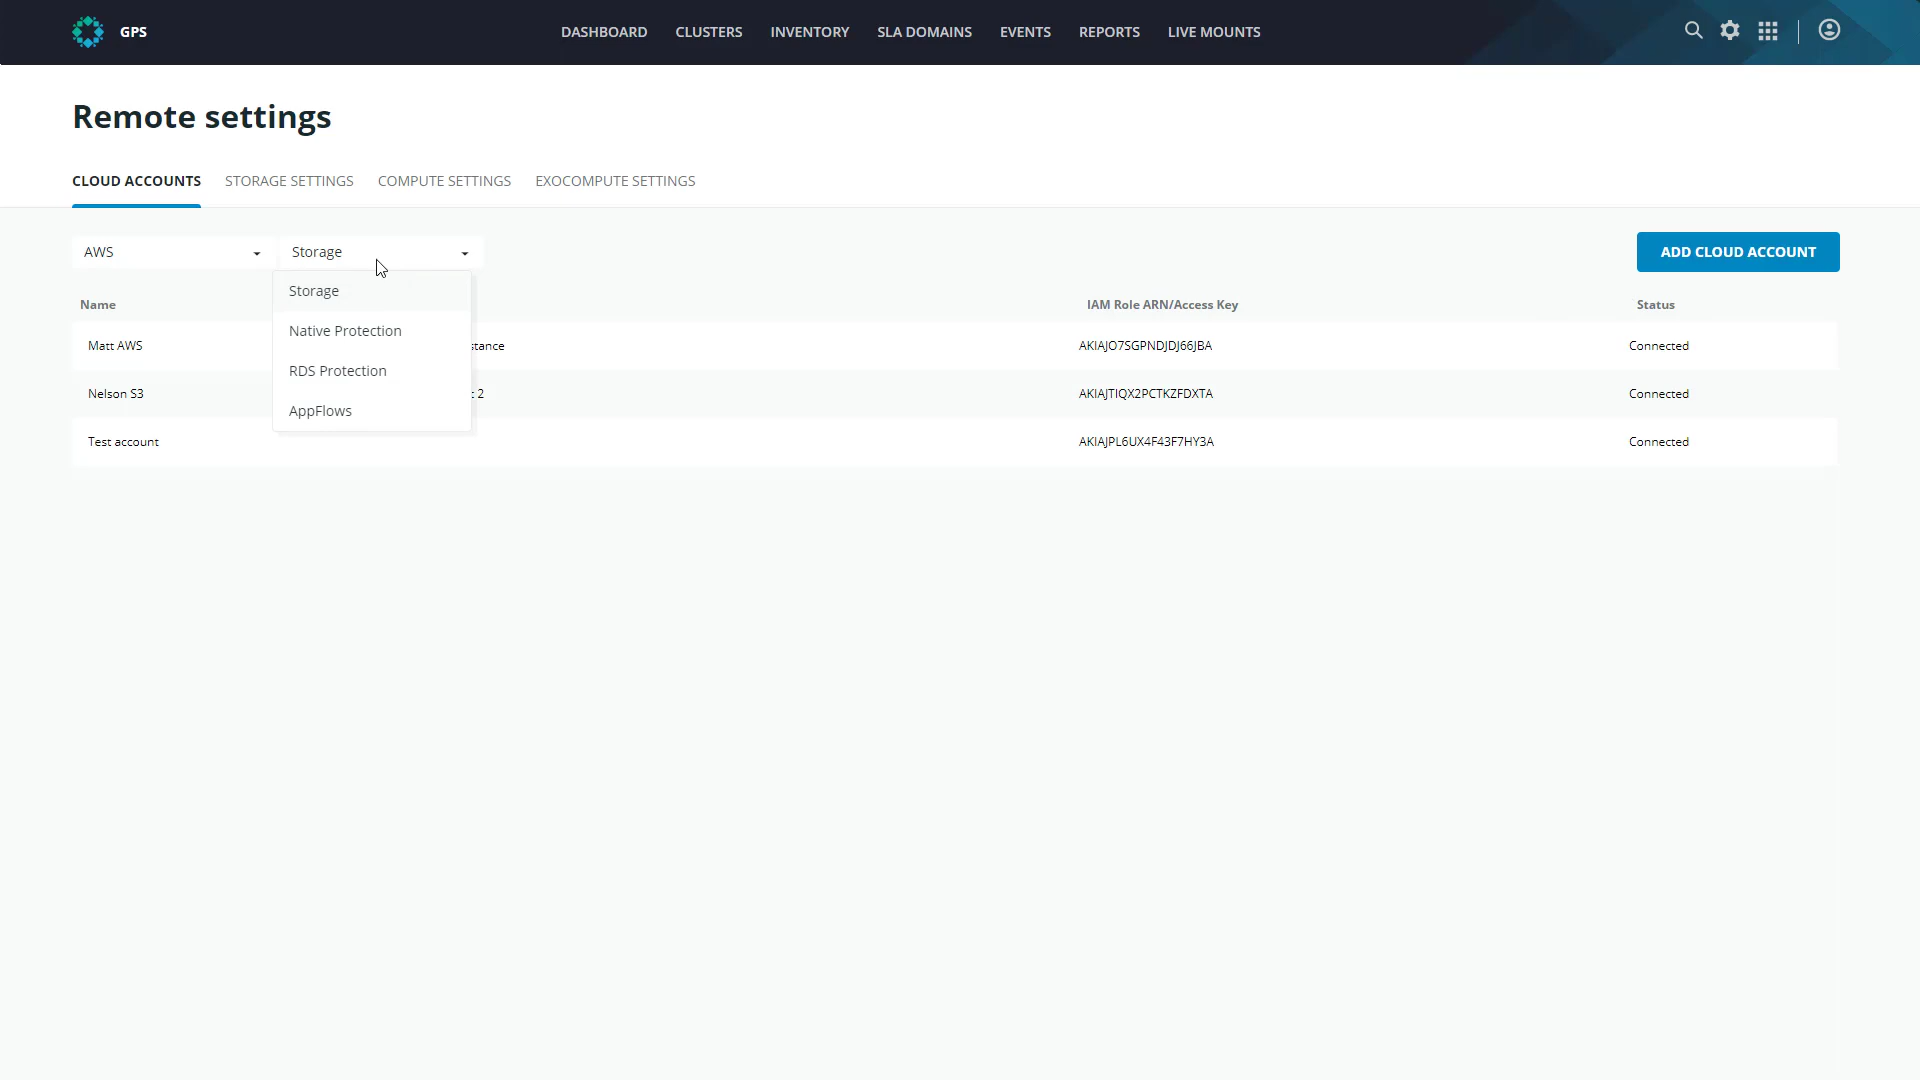 GPS
DASHBOARD CLUSTERS INVENTORY SLA DOMAINS EVENTS REPORTS LIVE MOUNTS
Remote settings
CLOUD ACCOUNTS STORAGE SETTINGS COMPUTE SETTINGS EXOCOMPUTE SETTINGS
AWS Storage ADD CLOUD ACCOUNT
Storage
Name IAM Role ARN/Access Key Status
Native Protection
Matt AWS stance AKIAJO7SGPNDJDJ66JBA Connected
RDS Protection
Nelson S3 2 AKIAJTIQX2PCTKZFDXTA Connected
AppFlows
Test account AKIAJPL6UX4F43F7HY3A Connected